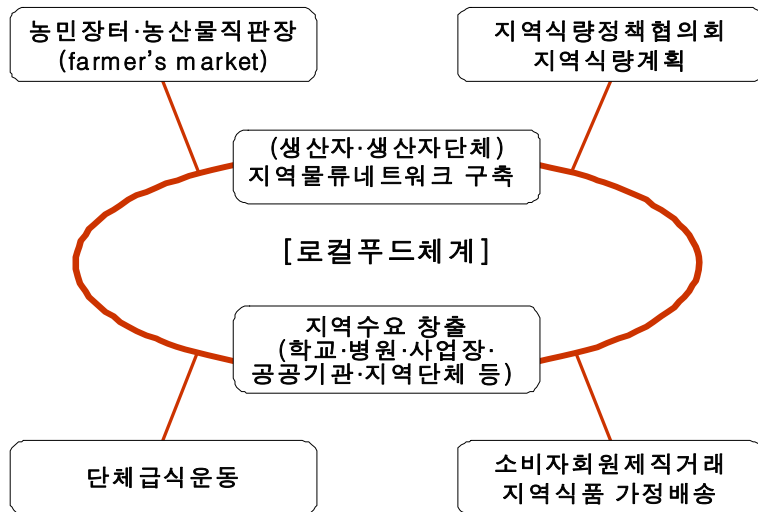 농민장터·농산물직판장
(farmer's market)
지역식량정책협의회
지역식량계획
(생산자·생산자단체)
지역물류네트워크 구축
[로컬푸드체계]
지역수요 창출
(학교·병원·사업장·
공공기관·지역단체 등)
단체급식운동
소비자회원제직거래
지역식품 가정배송